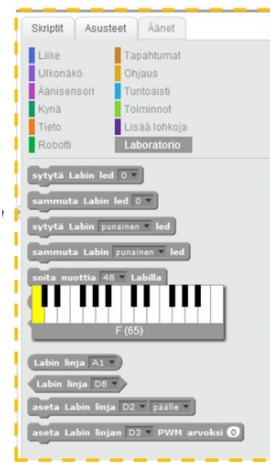 Skriptit Asusteet Äänet
Liike Tapahtumat
Ulkonäkö Ohjaus
Äänisensori Tuntoaisti
Kynä Toiminnot
Tieto Lisää lohkoja
Robotti Laboratorio
sytytä Labin led 0
sammuta Labin led 0
sytytä Labin punainen led
sammuta Labin punainen led
soita nuottia 48 Labilla
F (65)
Labin linja A1
Labin linja D8
aseta Labin linja D2 päälle
aseta Labin linjan D3 PWM arvoksi 0